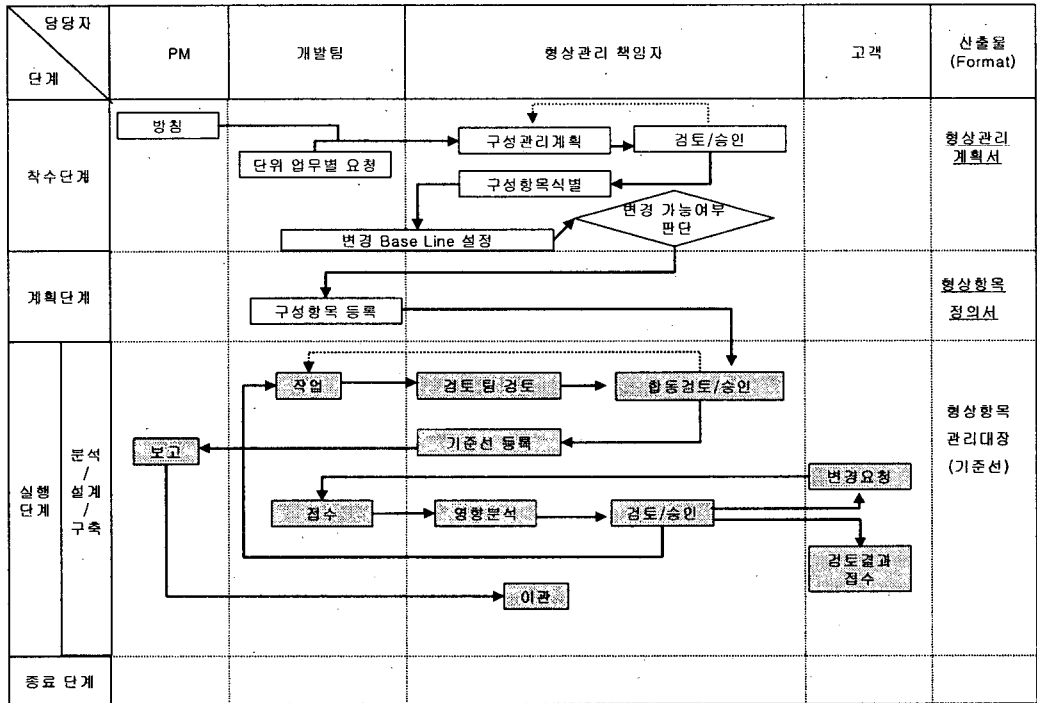 담당자
단계
PM
개발팀
형상관리 책임자
고객
산출물
(Format)
착수단계
방침
단위 업무별 요청
구성관리계획
검토/승인
구성항목식별
변경 가능여부
판단
변경 Base Line 설정
형상관리
계획서
계획단계
구성항목 등록
형상항목
정의서
실행
단계
분석
/
설계
/
구축
작업
검토 팀 검토
합동검토/승인
기준선 등록
보고
변경요청
접수
영향분석
검토/승인
검토결과
접수
이관
형상항목
관리대장
(기준선)
종료 단계